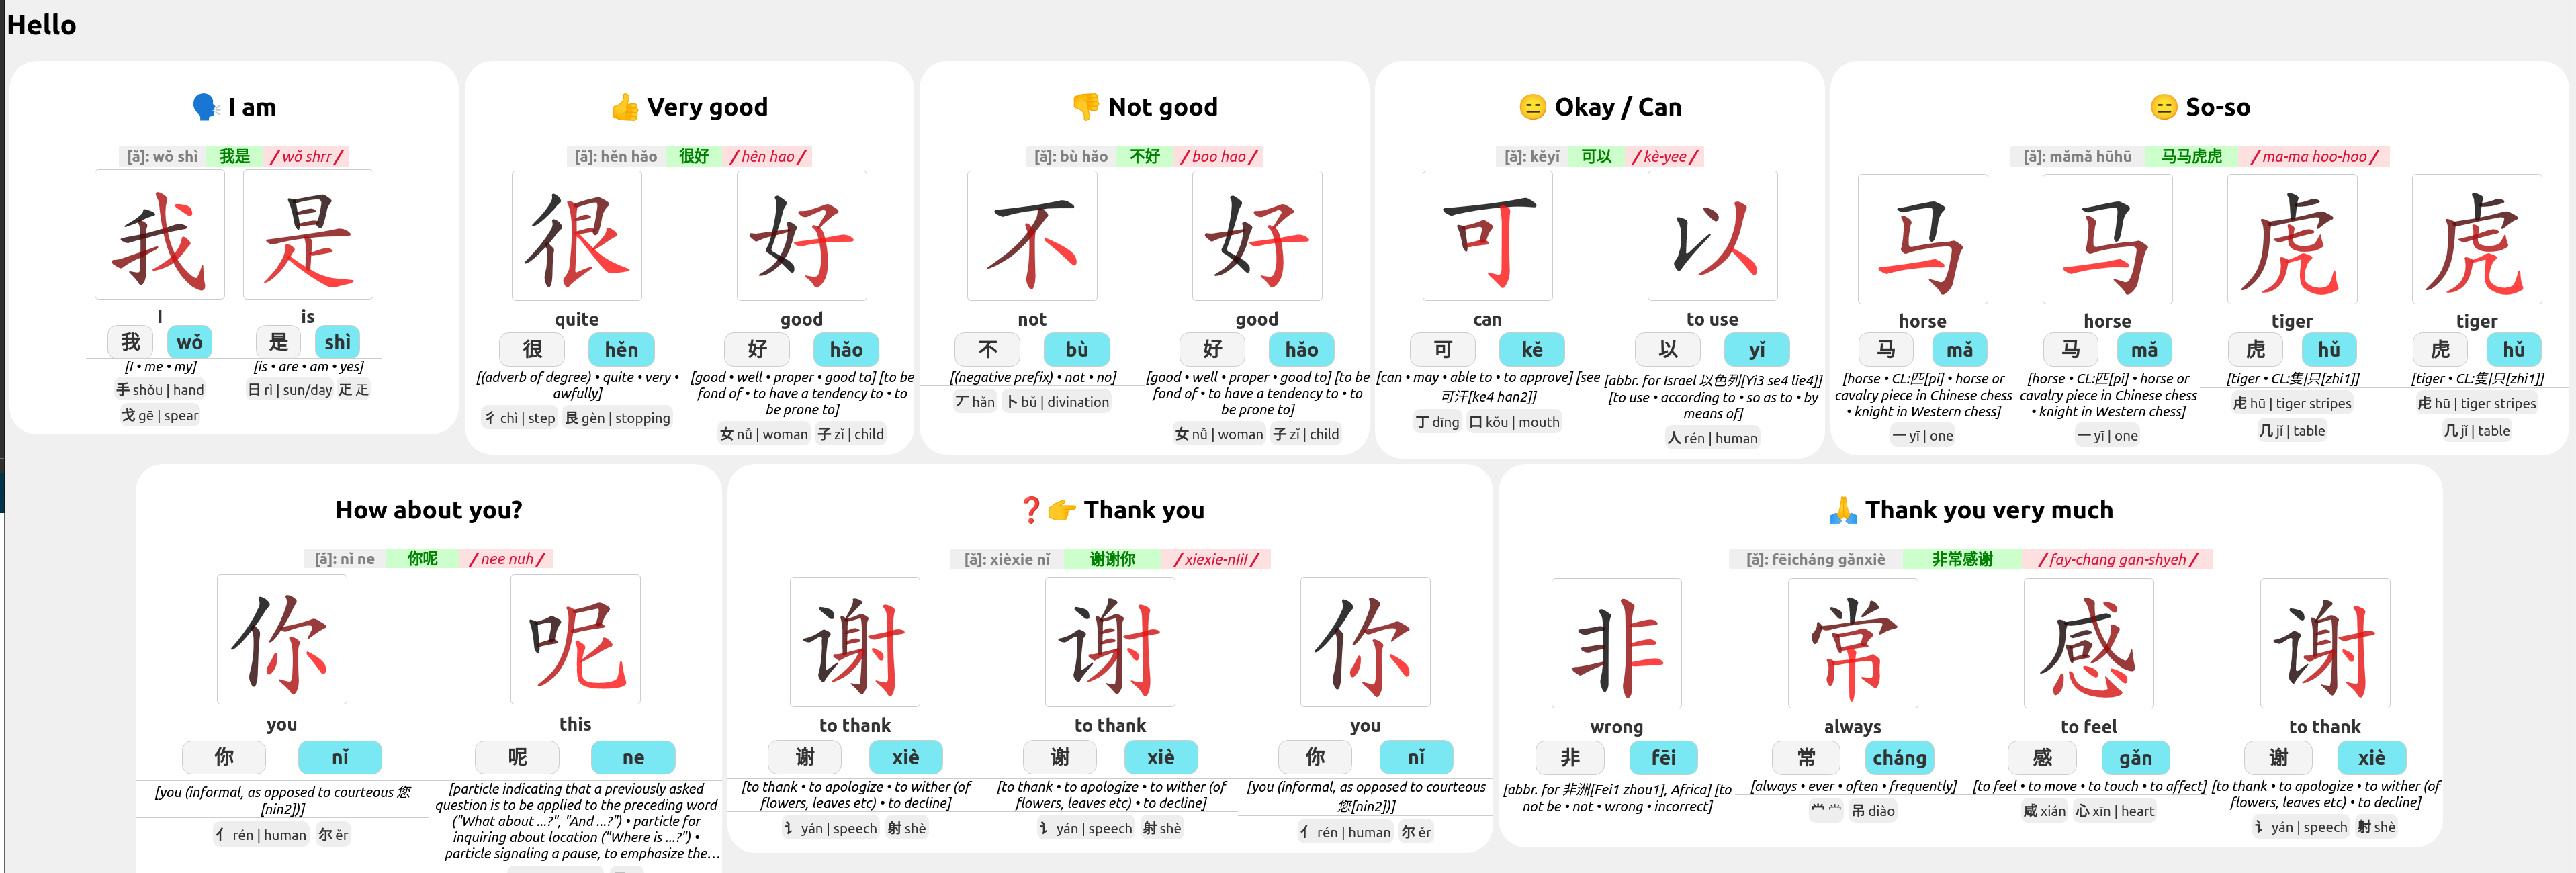 Hello
🗣 I am
[ǎ]: wǒ shì 我是 / wǒ shrr /
我 是
I is
我 wǒ 是 shì
[I • me • my] [is • are • am • yes]
手 shǒu | hand 日 rì | sun/day 疋 疋
戈 gē | spear
👍 Very good
[ǎ]: hěn hǎo 很好 / hên hao /
很 好
quite good
很 hěn 好 hǎo
[(adverb of degree) • quite • very •
awfully]
彳 chì | step 艮 gèn | stopping
[good • well • proper • good to] [to be
fond of • to have a tendency to • to
be prone to]
女 nǚ | woman 子 zǐ | child
👎 Not good
[ǎ]: bù hǎo 不好 / boo hao /
不 好
not good
不 bù 好 hǎo
[(negative prefix) • not • no]
丆 hǎn 卜 bǔ | divination
[good • well • proper • good to] [to be
fond of • to have a tendency to • to
be prone to]
女 nǚ | woman 子 zǐ | child
😑 Okay / Can
[ǎ]: kěyǐ 可以 / kè-yee /
可 以
can to use
可 kě 以 yǐ
[can • may • able to • to approve] [see
可汗[ke4 han2]]
丁 dīng 口 kǒu | mouth
[abbr. for Israel 以色列[Yi3 se4 lie4]]
[to use • according to • so as to • by
means of]
人 rén | human
😑 So-so
[ǎ]: mǎmǎ hūhū 马马虎虎 / ma-ma hoo-hoo /
马 马 虎 虎
horse horse tiger tiger
马 mǎ 马 mǎ 虎 hǔ 虎 hǔ
[horse • CL:匹[pi] • horse or
cavalry piece in Chinese chess
• knight in Western chess]
一 yī | one
[horse • CL:匹[pi] • horse or
cavalry piece in Chinese chess
• knight in Western chess]
一 yī | one
[tiger • CL:隻|只[zhi1]]
虍 hū | tiger stripes
几 jǐ | table
[tiger • CL:隻|只[zhi1]]
虍 hū | tiger stripes
几 jǐ | table
How about you?
[ǎ]: nǐ ne 你呢 / nee nuh /
你 呢
you this
你 nǐ 呢 ne
[you (informal, as opposed to courteous 您
[nin2])]
亻 rén | human 尔 ěr
[particle indicating that a previously asked
question is to be applied to the preceding word
("What about ...?", "And ...?") • particle for
inquiring about location ("Where is ...?") •
particle signaling a pause, to emphasize the...
❓👉 Thank you
[ǎ]: xièxie nǐ 谢谢你 / xiexie-nIiI /
谢 谢 你
to thank to thank you
谢 xiè 谢 xiè 你 nǐ
[to thank • to apologize • to wither (of
flowers, leaves etc) • to decline]
讠 yán | speech 射 shè
[to thank • to apologize • to wither (of
flowers, leaves etc) • to decline]
讠 yán | speech 射 shè
[you (informal, as opposed to courteous
您[nin2])]
亻 rén | human 尔 ěr
🙏 Thank you very much
[ǎ]: fēicháng gǎnxiè 非常感谢 / fay-chang gan-shyeh /
非 常 感 谢
wrong always to feel to thank
非 fēi 常 cháng 感 gǎn 谢 xiè
[abbr. for 非洲[Fei1 zhou1], Africa] [to
not be • not • wrong • incorrect]
[always • ever • often • frequently]
龸 龸 吊 diào
[to feel • to move • to touch • to affect]
咸 xián 心 xīn | heart
[to thank • to apologize • to wither (of
flowers, leaves etc) • to decline]
讠 yán | speech 射 shè